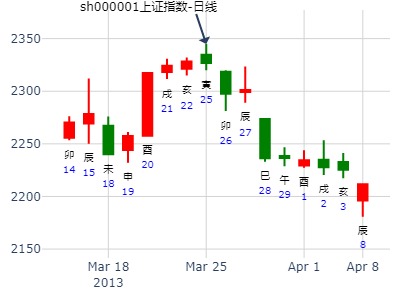 sh000001上证指数-日线
2350
2300
2250
2200
2150
卯
14
辰
15
未
18
申
19
酉
20
戌
21
亥
22
寅
25
卯
26
辰
27
巳
28
午
29
酉
1
戌
2
亥
3
辰
8
Mar 18
2013
Mar 25
Apr 1
Apr 8